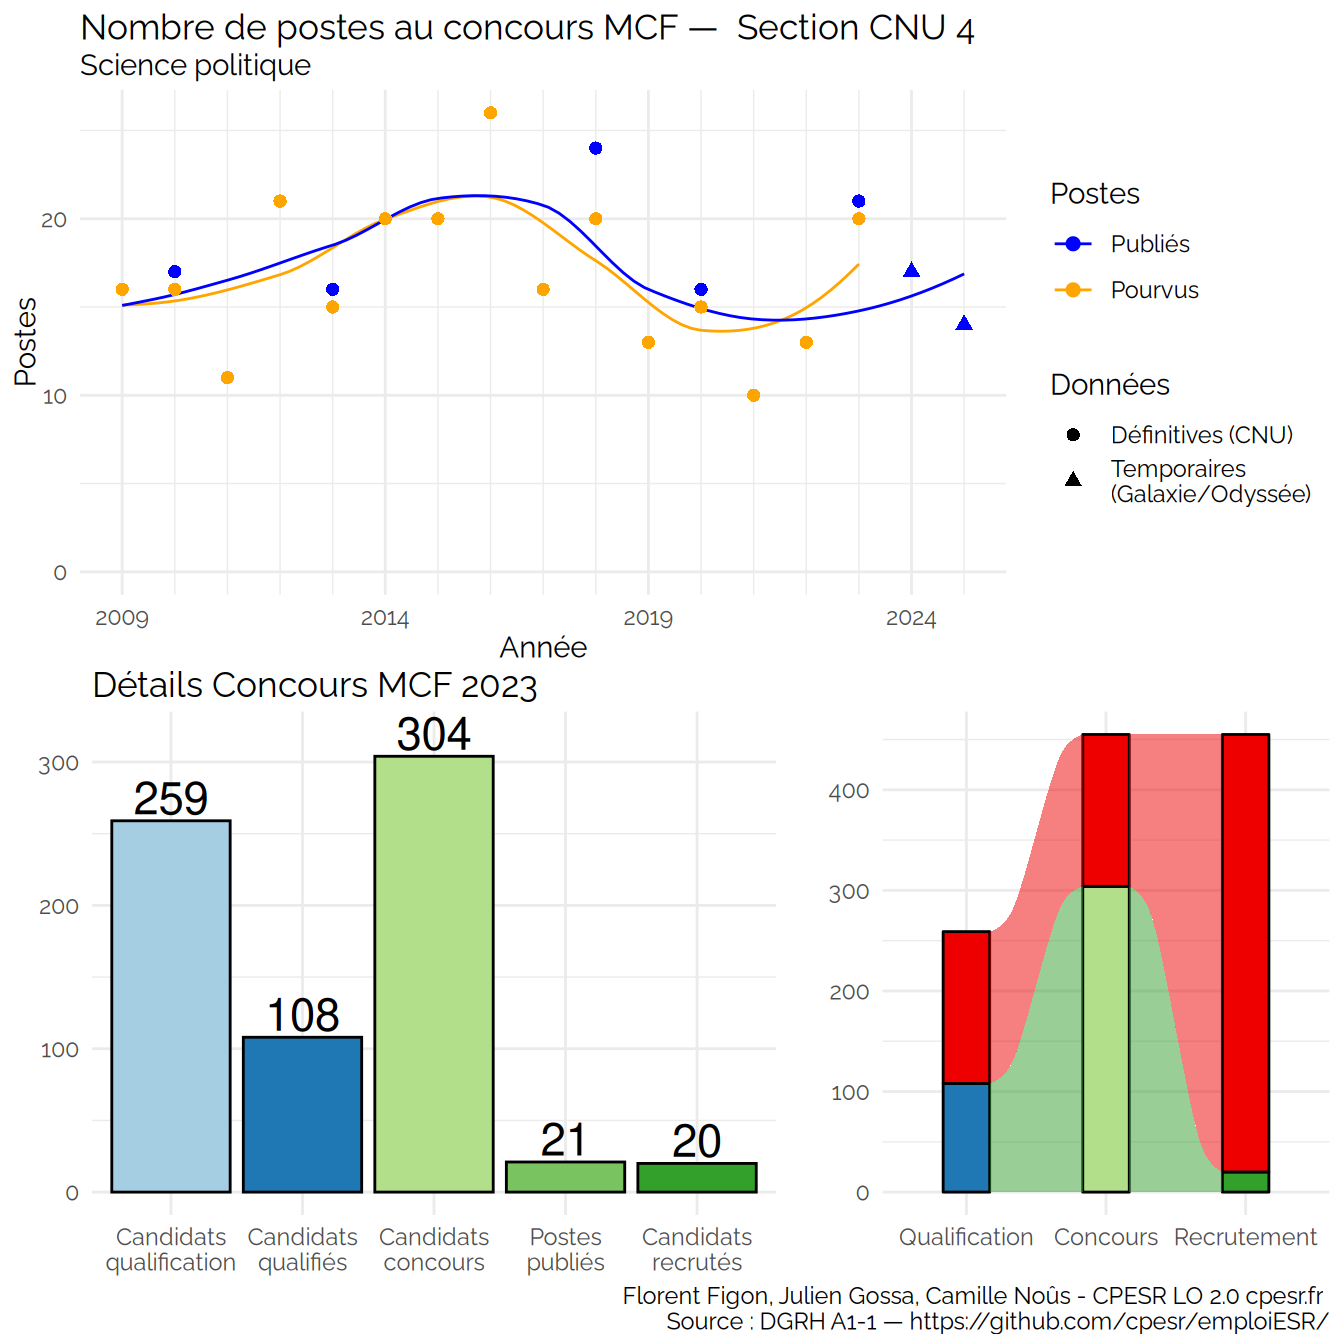 Nombre de postes au concours MCF — Section CNU 4
Science politique
Postes
20
10
0
2009
2014
2019
2024
Année
Postes
Publiés
Pourvus
Données
Définitives (CNU)
Temporaires
(Galaxie/Odyssée)
Détails Concours MCF 2023
300
200
100
0
259
108
304
21
20
Candidats
qualification
Candidats
qualifiés
Candidats
concours
Postes
publiés
Candidats
recrutés
400
300
200
100
0
Qualification
Concours
Recrutement
Florent Figon, Julien Gossa, Camille Noûs - CPESR LO 2.0 cpesr.fr
Source : DGRH A1-1 — https://github.com/cpesr/emploiESR/